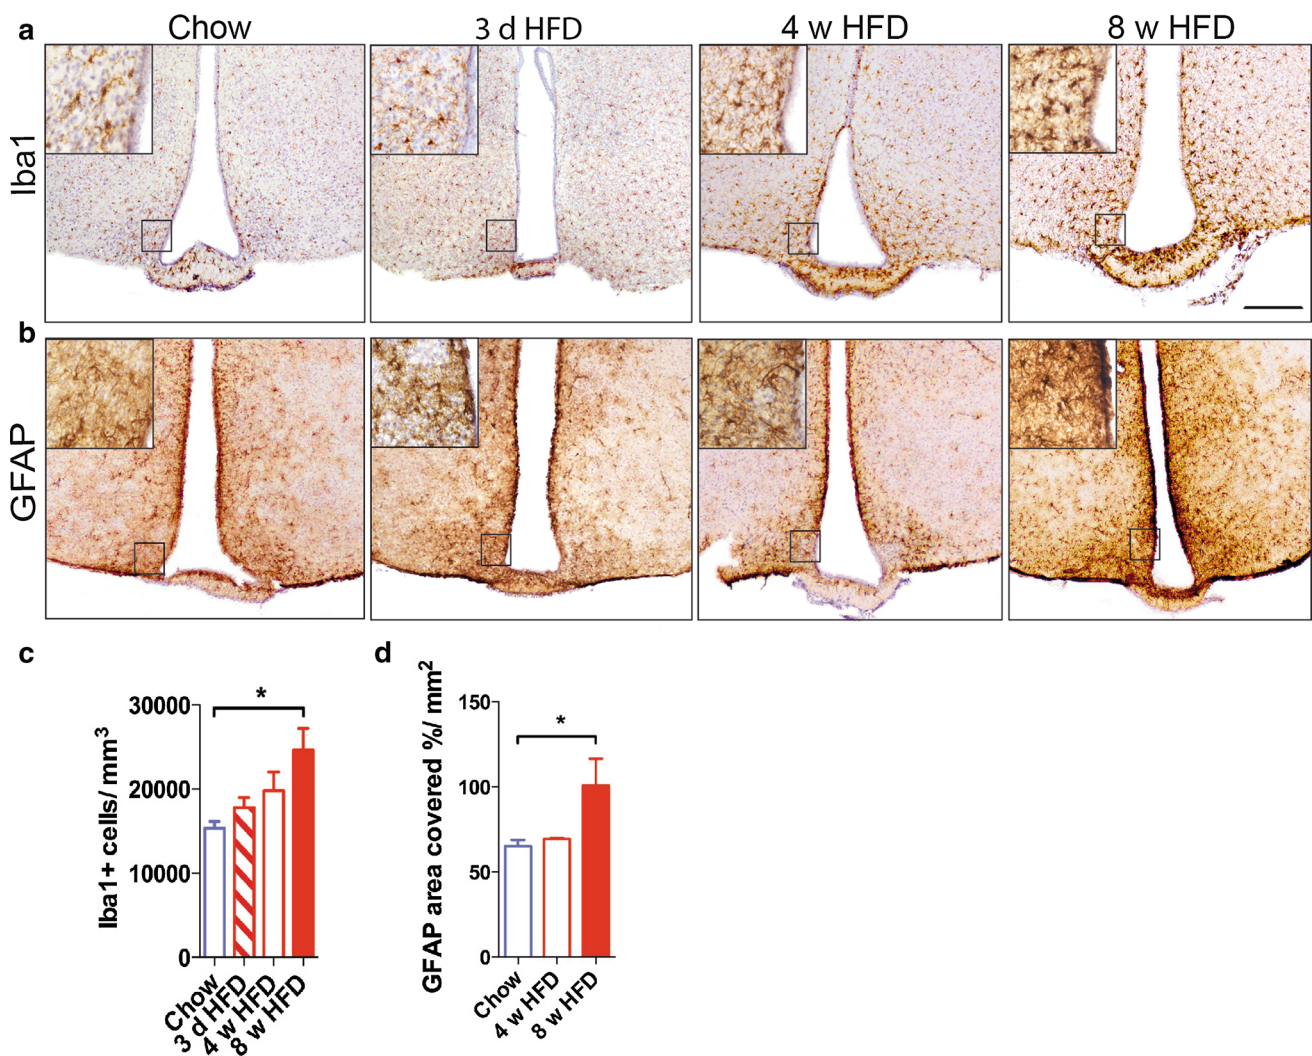 a
Chow
3 d HFD
4 w HFD
8 w HFD
Iba1
b
GFAP
c
Iba1+ cells/ mm³
30000
20000
10000
0
*
Chow
3 d HFD
4 w HFD
8 w HFD
d
GFAP area covered %/ mm²
150
100
50
0
*
Chow
4 w HFD
8 w HFD